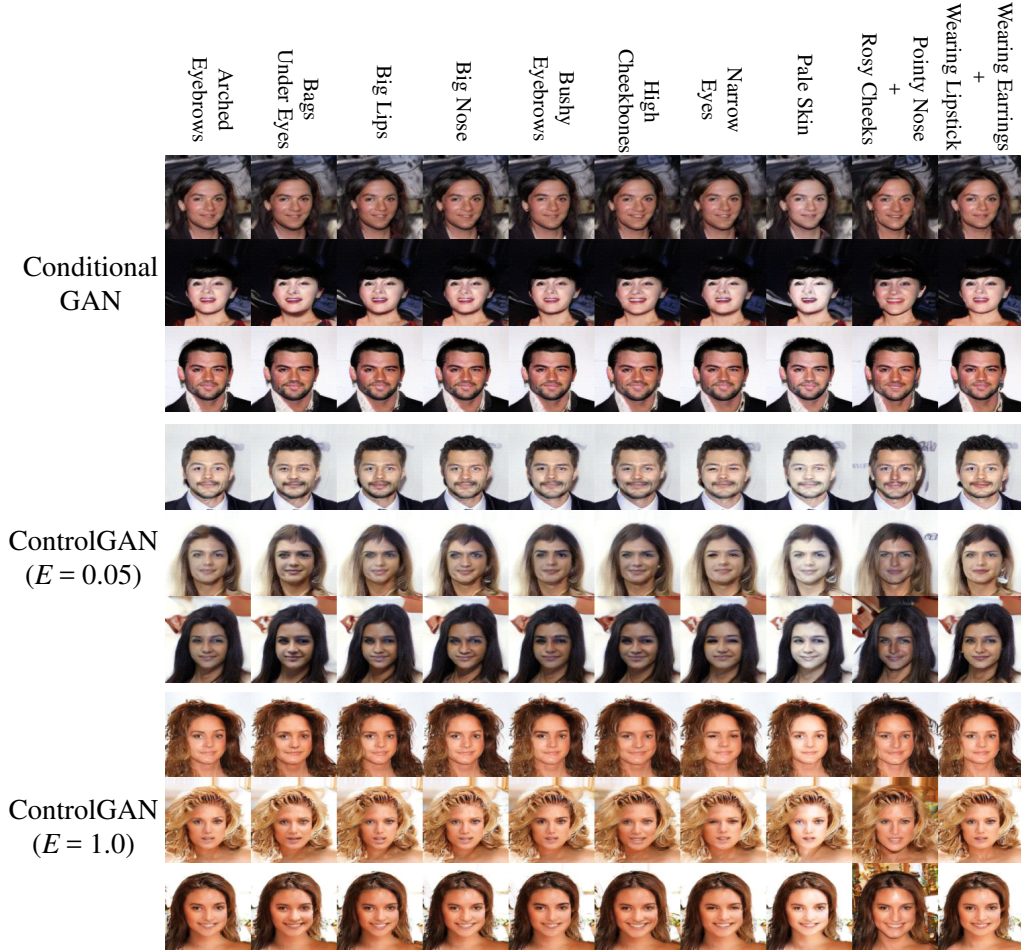 Arched
Eyebrows
Bags
Under Eyes
Big Lips
Big Nose
Bushy
Eyebrows
High
Cheekbones
Narrow
Eyes
Pale Skin
Pointy Nose
+
Rosy Cheeks
Wearing Earrings
+
Wearing Lipstick
Conditional
GAN
ControlGAN
(E = 0.05)
ControlGAN
(E = 1.0)